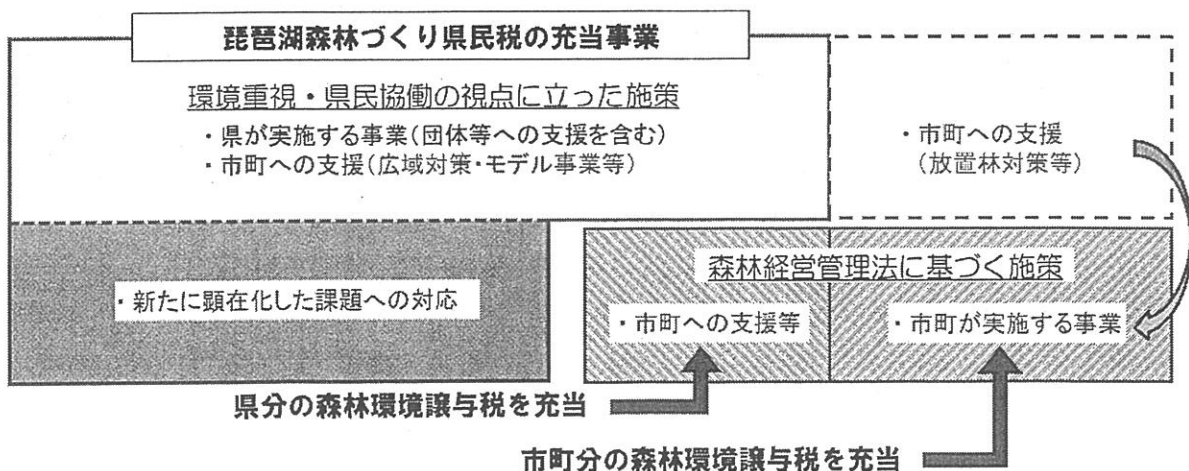 琵琶湖森林づくり県民税の充当事業
環境重視・県民協働の視点に立った施策
・県が実施する事業(団体等への支援を含む)
・市町への支援(広域対策・モデル事業等)
・市町への支援
(放置林対策等)
・新たに顕在化した課題への対応
森林経営管理法に基づく施策
・市町への支援等
・市町が実施する事業
県分の森林環境譲与税を充当
市町分の森林環境譲与税を充当